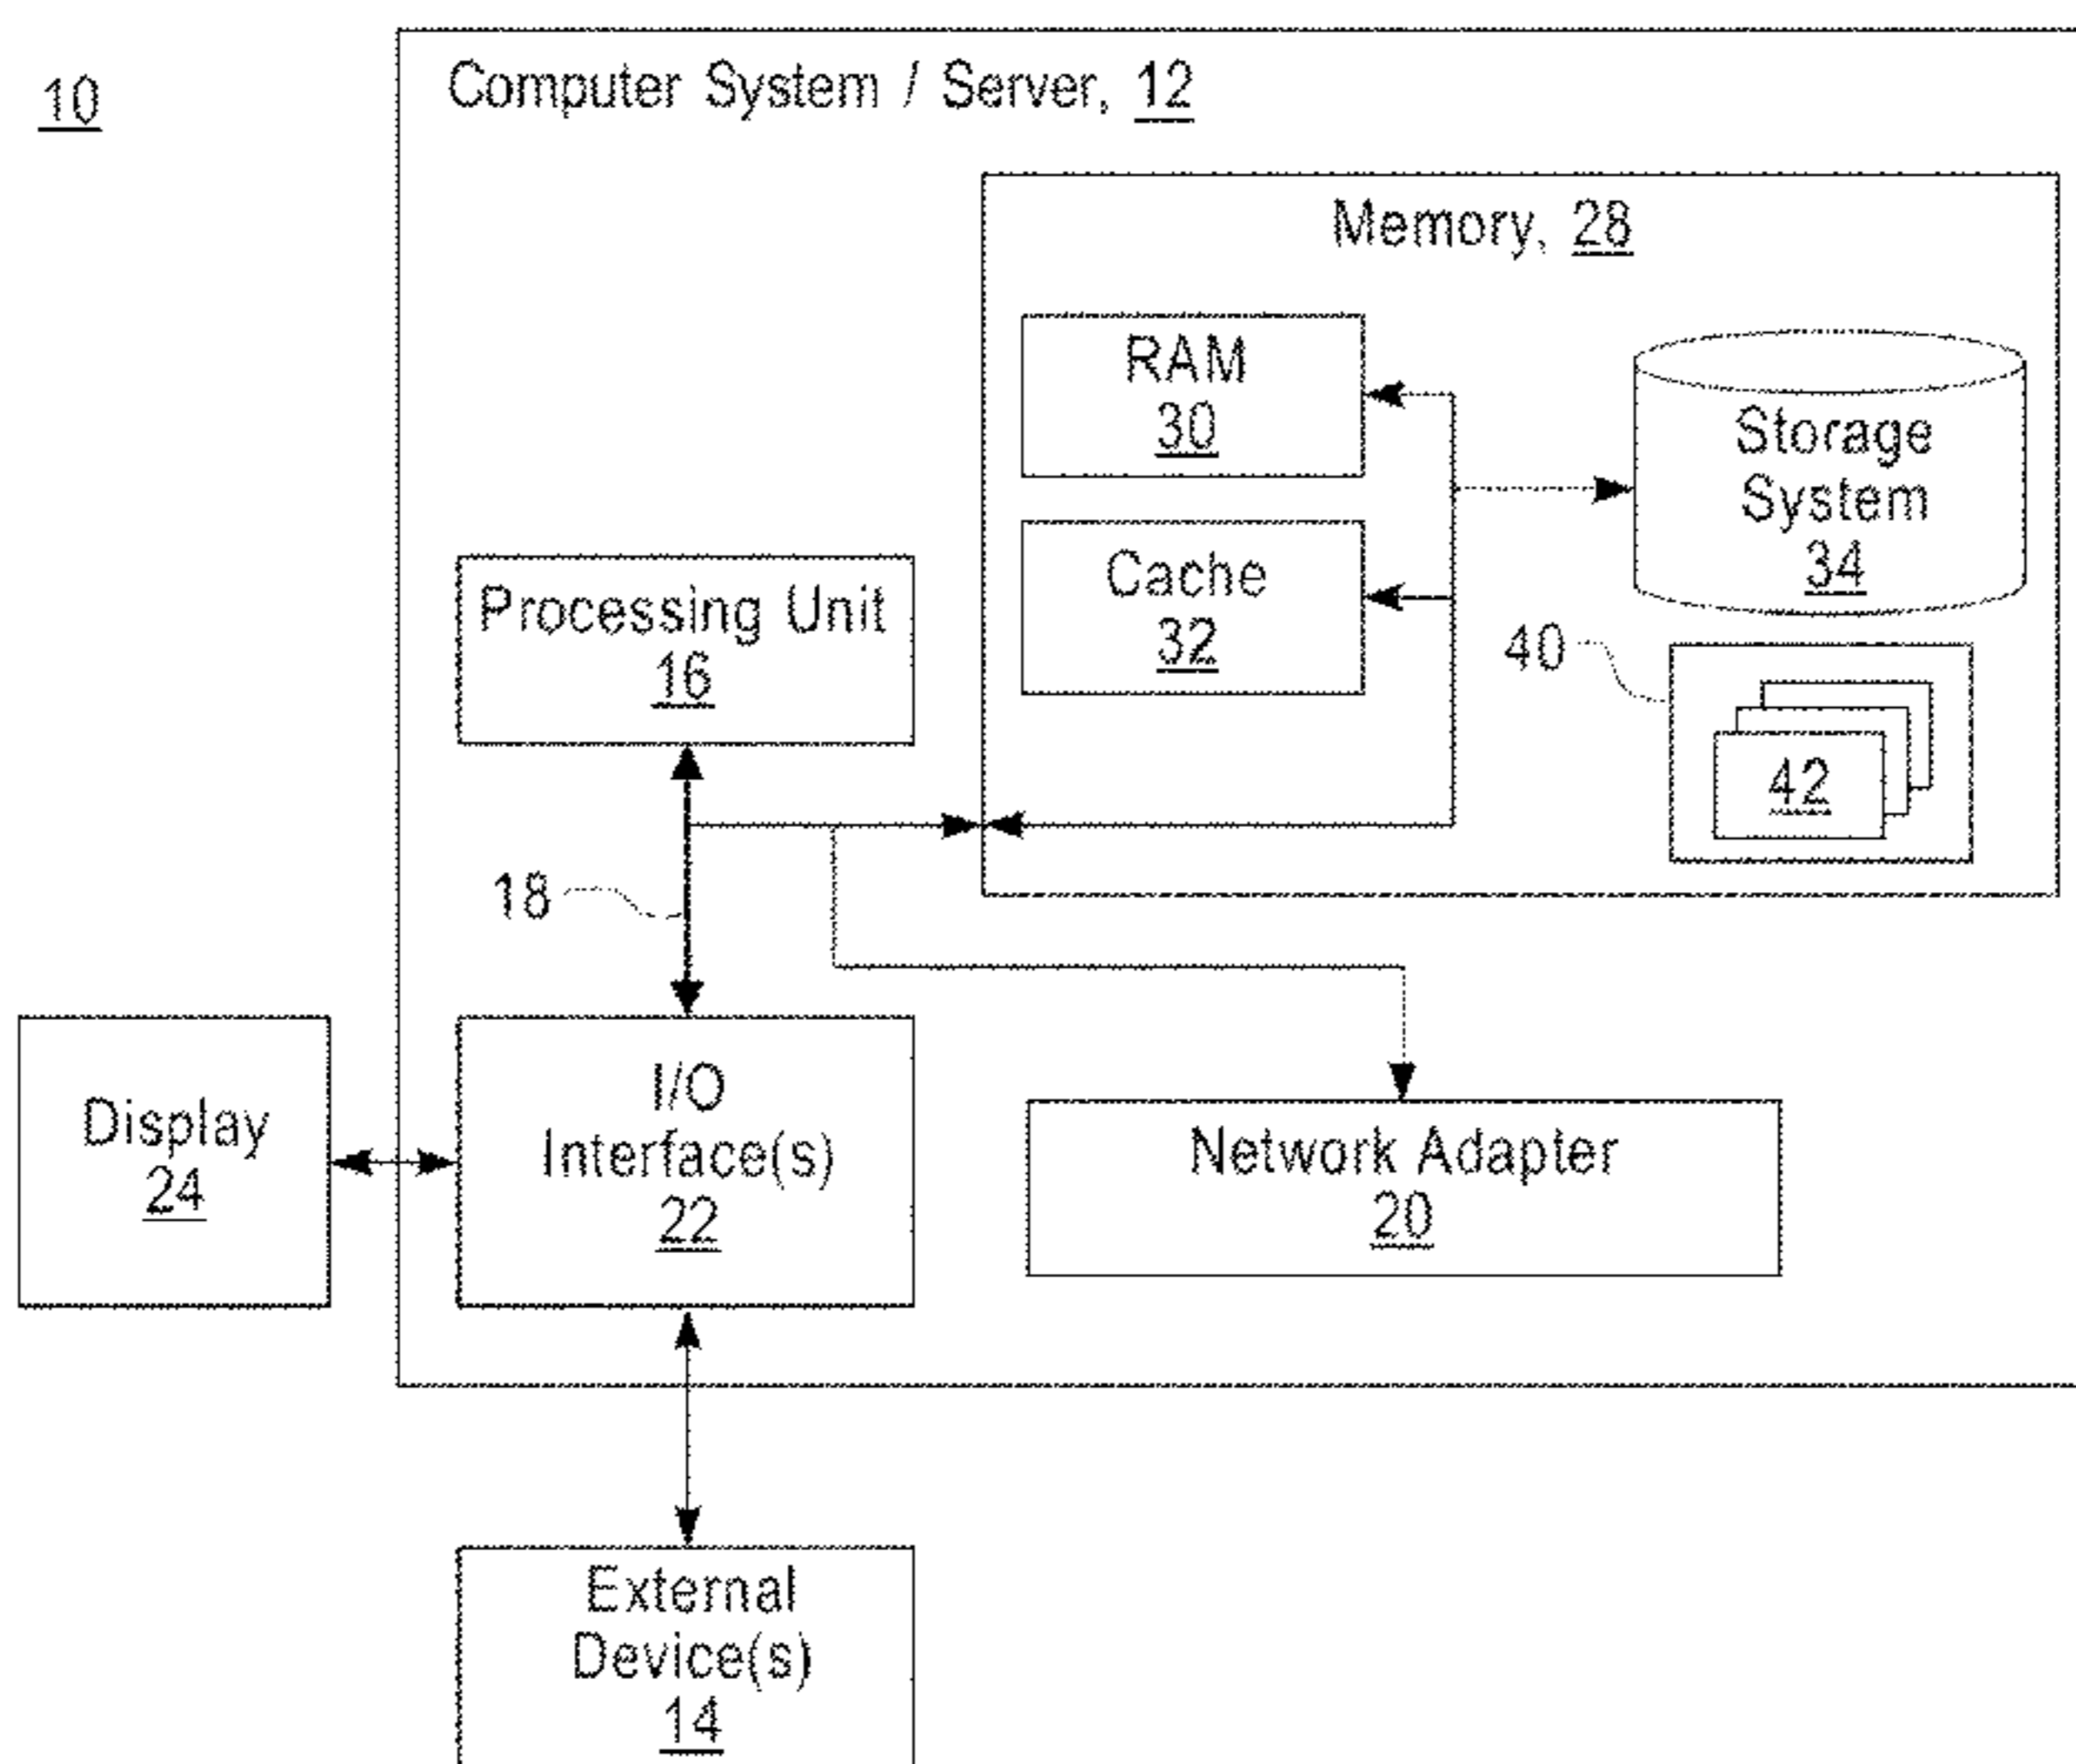 10
Computer System / Server, 12
Memory, 28
RAM
30
Storage
System
34
Cache
32
Processing Unit
16
40
42
18
Display
24
I/O
Interface(s)
22
Network Adapter
20
External
Device(s)
14